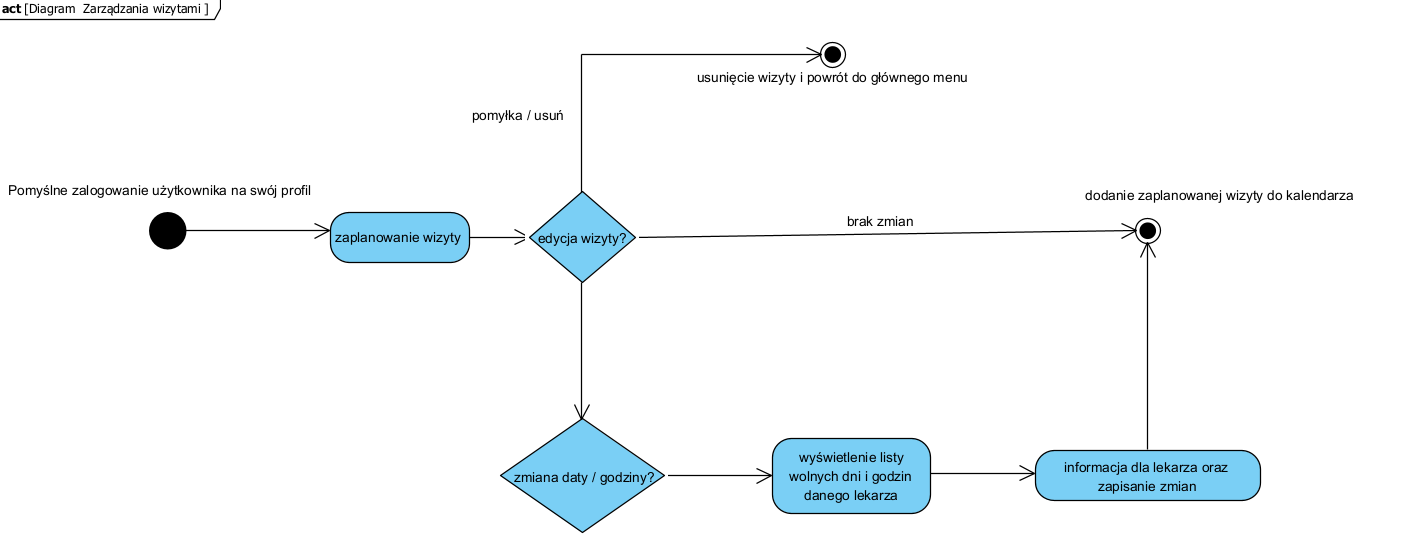 act [Diagram Zarządzania wizytami ]
usunięcie wizyty i powrót do głównego menu
pomyłka / usuń
Pomyślne zalogowanie użytkownika na swój profil
dodanie zaplanowanej wizyty do kalendarza
zaplanowanie wizyty
edycja wizyty?
brak zmian
zmiana daty / godziny?
wyświetlenie listy
wolnych dni i godzin
danego lekarza
informacja dla lekarza oraz
zapisanie zmian